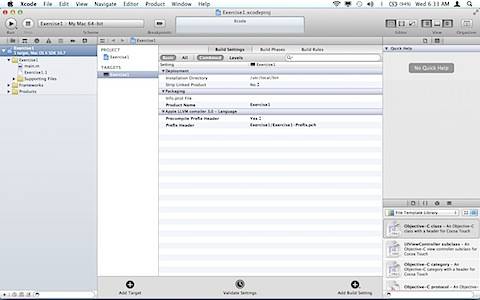 Xcode File Edit View Navigate Editor Product Window Help
Wed 6:33 AM
Exercise1.xcodeproj
Run Stop
Exercise1 My Mac 64-bit
Scheme
Breakpoints
Xcode
Editor View Organizer
Exercise1
1 target, Mac OS X SDK 10.7
Exercise1
main.m
Exercise1.1
Supporting Files
Frameworks
Products
Exercise1
PROJECT
Exercise1
TARGETS
Exercise1
Build Settings Build Phases Build Rules
Basic All Combined Levels
Setting Exercise1
Deployment
Installation Directory /usr/local/bin
Strip Linked Product No
Packaging
Info.plist File
Product Name Exercise1
Apple LLVM compiler 3.0 - Language
Precompile Prefix Header Yes
Prefix Header Exercise1/Exercise1-Prefix.pch
Add Target
Validate Settings
Add Build Setting
Quick Help
No Quick Help
File Template Library
Objective-C class - An Objective-C
class with a header for Cocoa Touch
UIViewController subclass - An
Objective-C view controller subclass for
Cocoa Touch
Objective-C category - An
Objective-C category with a header for
Cocoa Touch
Objective-C protocol - An Objective-